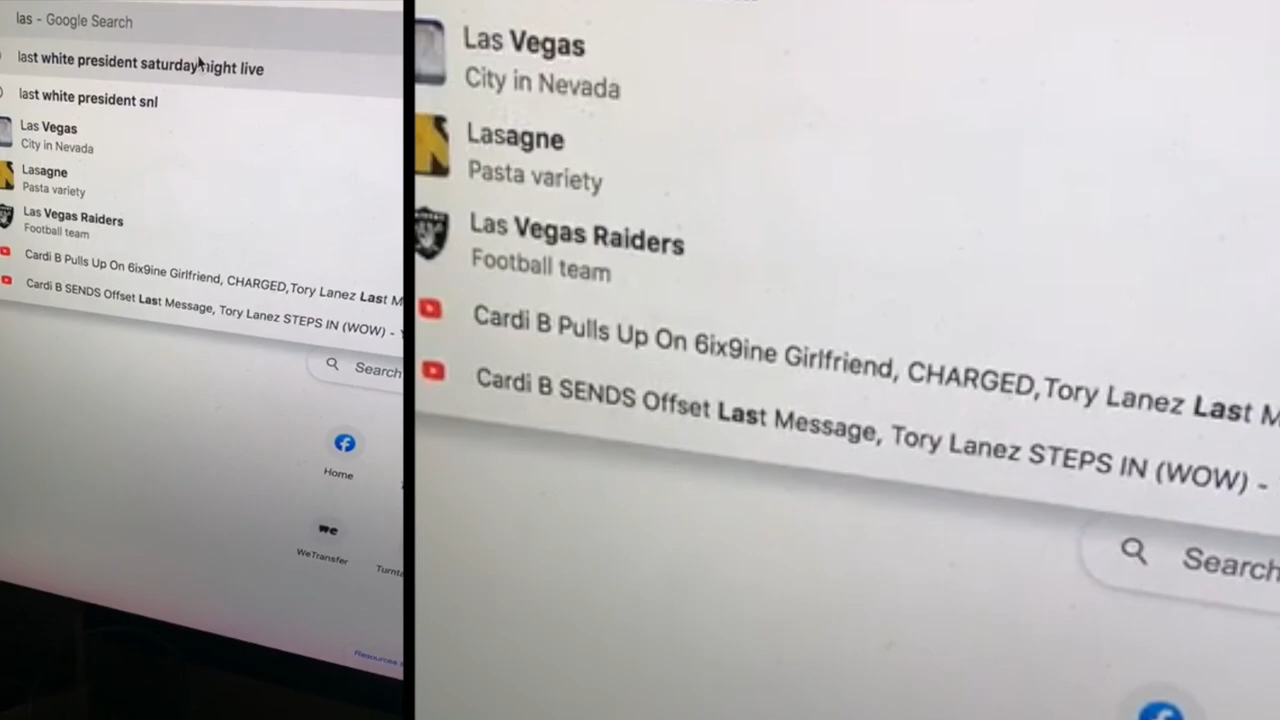 las - Google Search
last white president saturday night live
last white president snl
Las Vegas
City in Nevada
Lasagne
Pasta variety
Las Vegas Raiders
Football team
Cardi B Pulls Up On 6ix9ine Girlfriend, CHARGED,Tory Lanez Last M
Cardi B SENDS Offset Last Message, Tory Lanez STEPS IN (WOW) -
Search
Home
we
WeTransfer
Turnta
Resources
Las Vegas
City in Nevada
Lasagne
Pasta variety
Las Vegas Raiders
Football team
Cardi B Pulls Up On 6ix9ine Girlfriend, CHARGED,Tory Lanez Last M
Cardi B SENDS Offset Last Message, Tory Lanez STEPS IN (WOW) -
Search